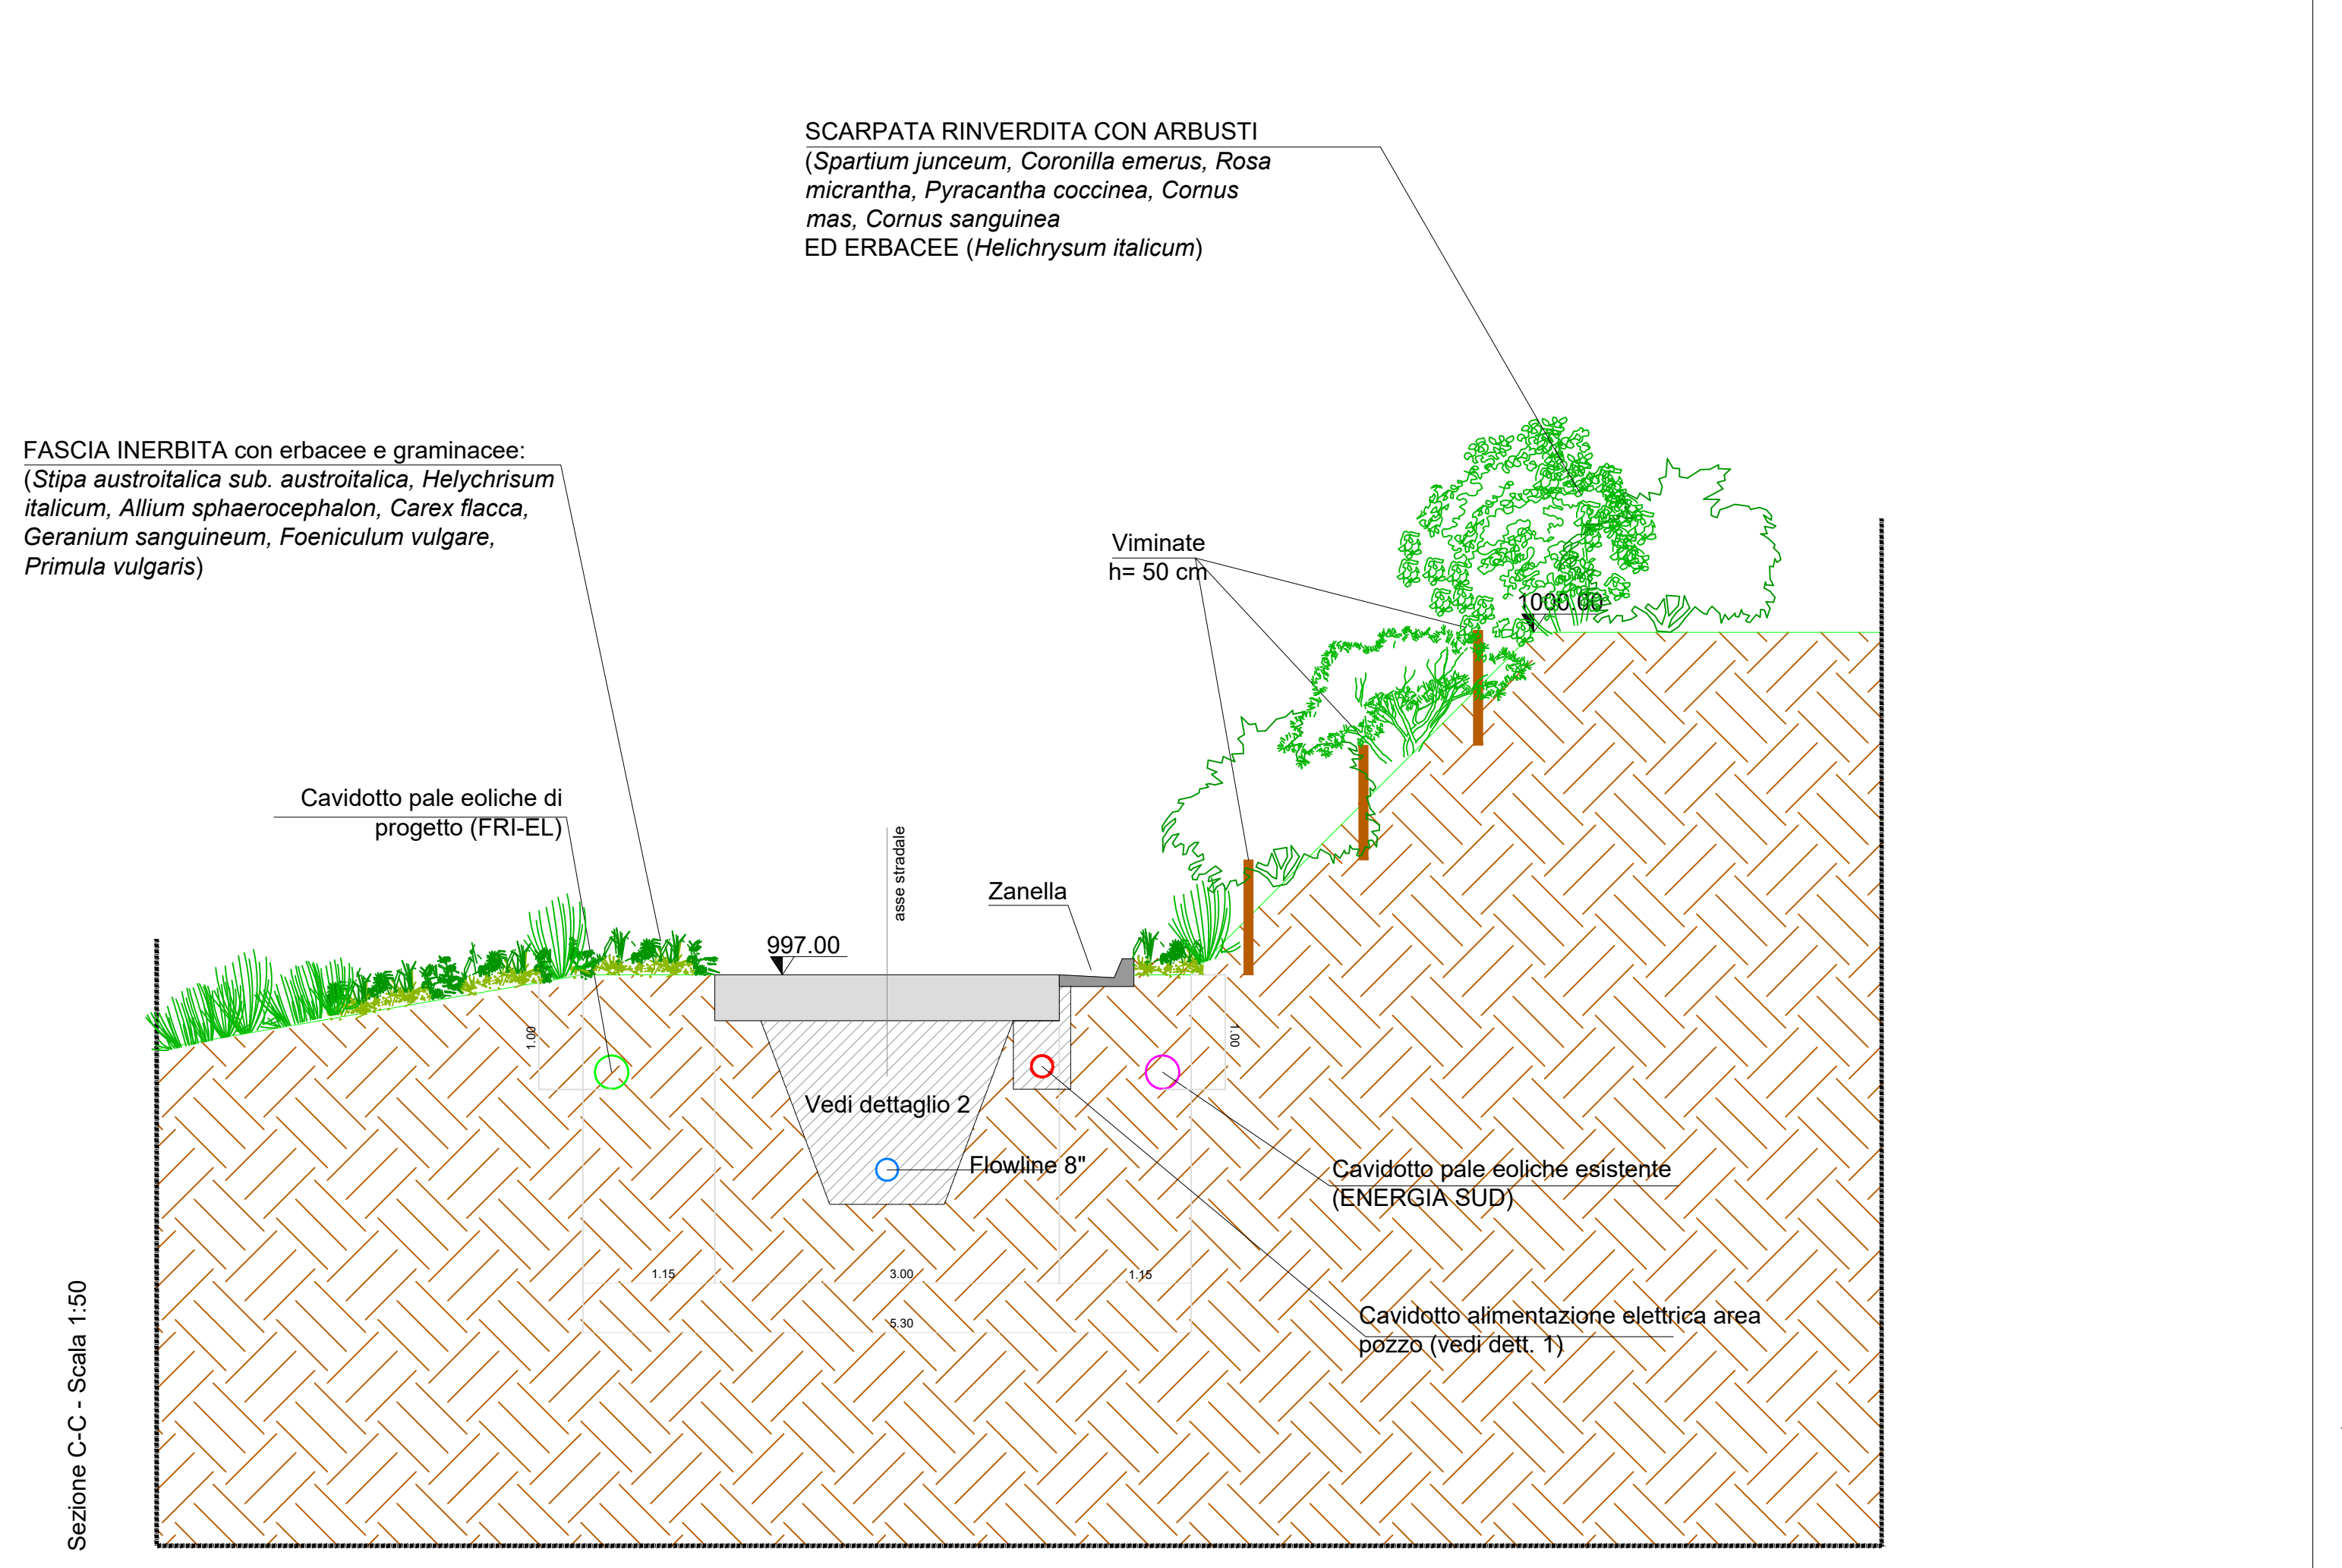 SCARPATA RINVERDITA CON ARBUSTI
(Spartium junceum, Coronilla emerus, Rosa
micrantha, Pyracantha coccinea, Cornus
mas, Cornus sanguinea
ED ERBACEE (Helichrysum italicum)
FASCIA INERBITA con erbacee e graminacee:
(Stipa austroitalica sub. austroitalica, Helychrisum
italicum, Allium sphaerocephalon, Carex flacca,
Geranium sanguineum, Foeniculum vulgare,
Primula vulgaris)
Viminate
h= 50 cm
1000.00
Cavidotto pale eoliche di
progetto (FRI-EL)
asse stradale
Zanella
997.00
1.00
1.00
Vedi dettaglio 2
Flowline 8"
Cavidotto pale eoliche esistente
(ENERGIA SUD)
1.15
3.00
1.15
5.30
Cavidotto alimentazione elettrica area
pozzo (vedi dett. 1)
Sezione C-C - Scala 1:50